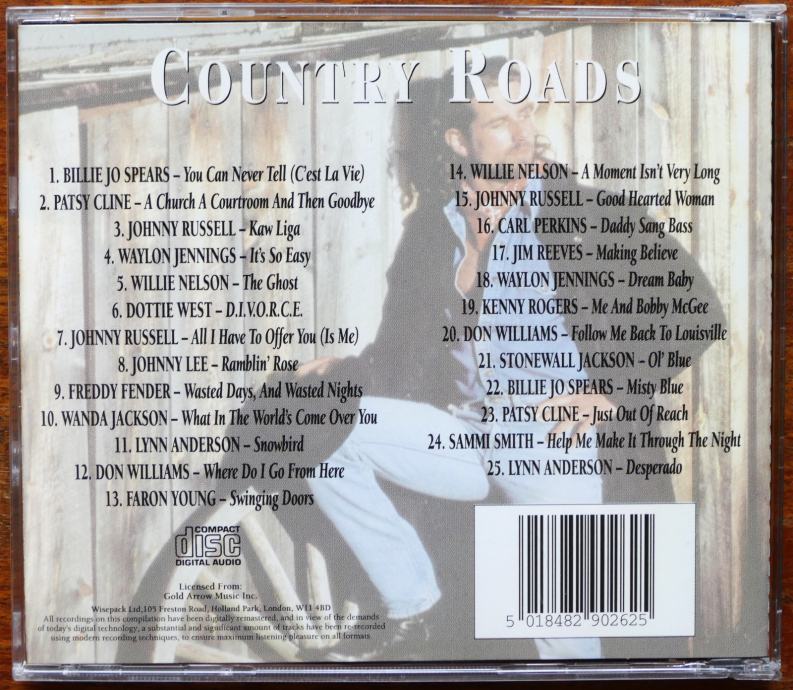 COUNTRY ROADS
1. BILLIE JO SPEARS – You Can Never Tell (C'est La Vie)
2. PATSY CLINE – A Church A Courtroom And Then Goodbye
3. JOHNNY RUSSELL – Kaw Liga
4. WAYLON JENNINGS – It's So Easy
5. WILLIE NELSON – The Ghost
6. DOTTIE WEST – D.I.V.O.R.C.E.
7. JOHNNY RUSSELL – All I Have To Offer You (Is Me)
8. JOHNNY LEE – Ramblin' Rose
9. FREDDY FENDER – Wasted Days, And Wasted Nights
10. WANDA JACKSON – What In The World's Come Over You
11. LYNN ANDERSON – Snowbird
12. DON WILLIAMS – Where Do I Go From Here
13. FARON YOUNG – Swinging Doors
14. WILLIE NELSON – A Moment Isn't Very Long
15. JOHNNY RUSSELL – Good Hearted Woman
16. CARL PERKINS – Daddy Sang Bass
17. JIM REEVES – Making Believe
18. WAYLON JENNINGS – Dream Baby
19. KENNY ROGERS – Me And Bobby McGee
20. DON WILLIAMS – Follow Me Back To Louisville
21. STONEWALL JACKSON – Ol' Blue
22. BILLIE JO SPEARS – Misty Blue
23. PATSY CLINE – Just Out Of Reach
24. SAMMI SMITH – Help Me Make It Through The Night
25. LYNN ANDERSON – Desperado
COMPACT
disc
DIGITAL AUDIO
Licensed From:
Gold Arrow Music Inc.
Wisepack Ltd,105 Freston Road, Holland Park, London, W11 4BD
All recordings on this compilation have been digitally remastered, and in view of the demands
of today's digital technology, a substantial and significant amount of tracks have been re-recorded
using modern recording techniques, to ensure maximum listening pleasure on all formats
5 018482 902625